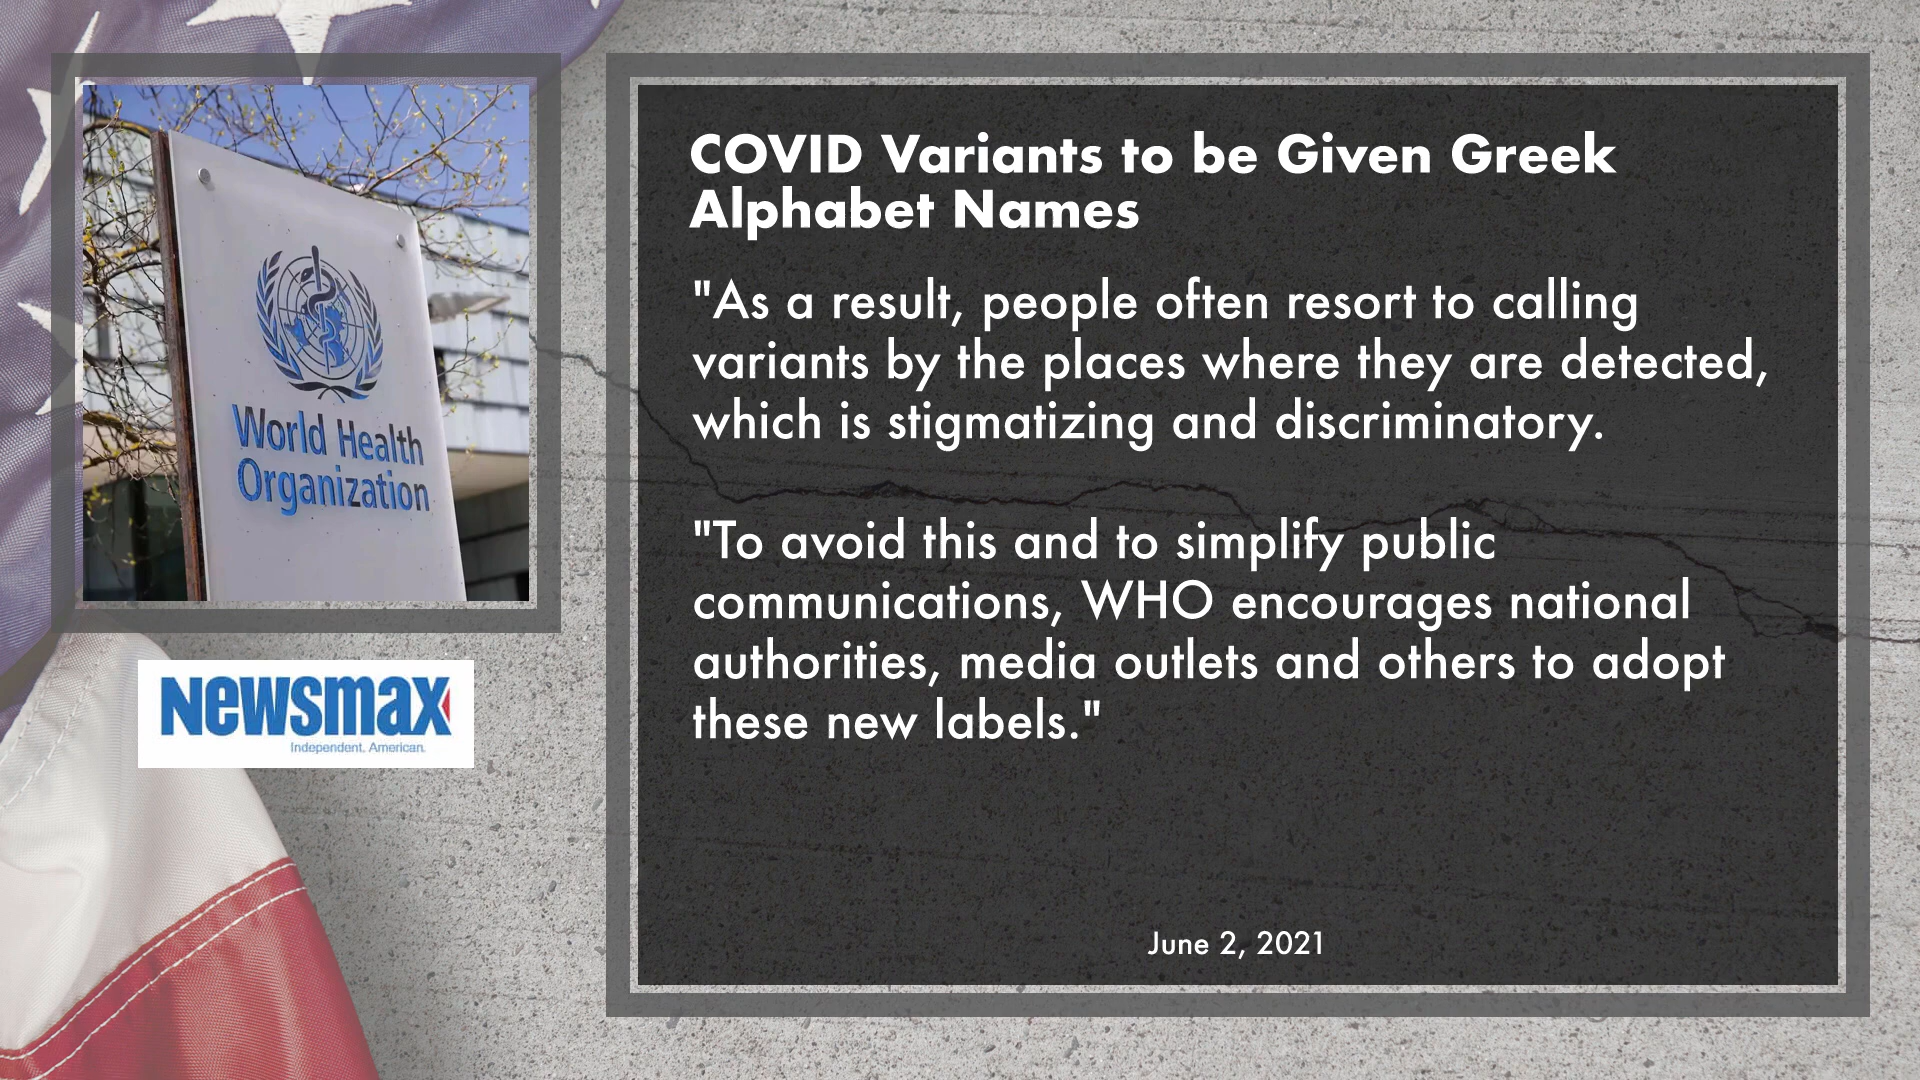 World Health
Organization
Newsmax
Independent. American.
COVID Variants to be Given Greek
Alphabet Names
"As a result, people often resort to calling
variants by the places where they are detected,
which is stigmatizing and discriminatory.
"To avoid this and to simplify public
communications, WHO encourages national
authorities, media outlets and others to adopt
these new labels."
June 2, 2021